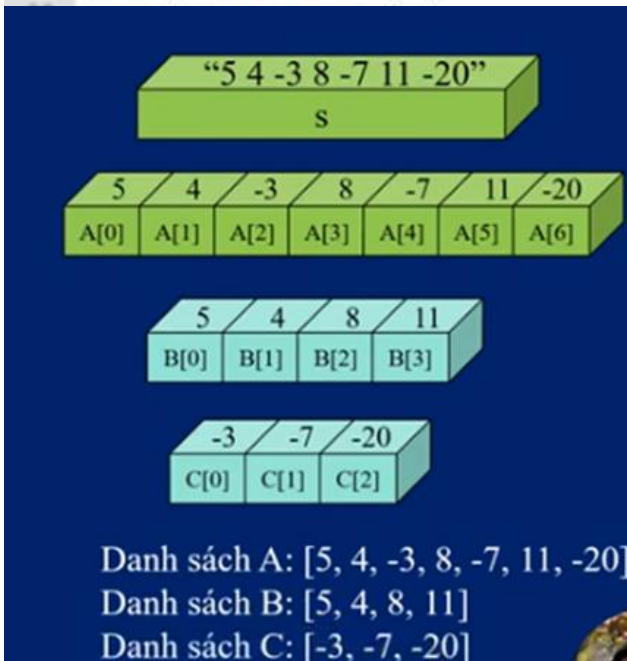 “5 4 -3 8 -7 11 -20”
s
5 4 -3 8 -7 11 -20
A[0] A[1] A[2] A[3] A[4] A[5] A[6]
5 4 8 11
B[0] B[1] B[2] B[3]
-3 -7 -20
C[0] C[1] C[2]
Danh sách A: [5, 4, -3, 8, -7, 11, -20]
Danh sách B: [5, 4, 8, 11]
Danh sách C: [-3, -7, -20]